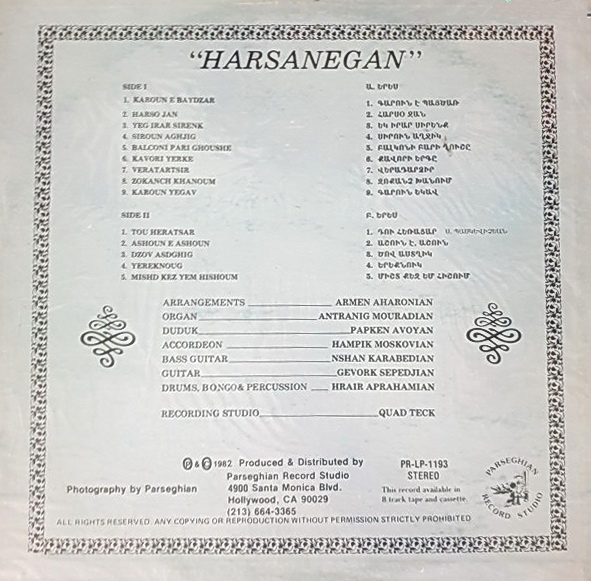 "HARSANEGAN"
SIDE I
1. KAROUN E BAYDZAR
2. HARSO JAN
3. YEG IRAR SIRENK
4. SIROUN AGHJIG
5. BALCONI PARI GHOUSHE
6. KAVORI YERKE
7. VERATARTSIR
8. ZOKANCH KHANOUM
9. KAROUN YEGAV
Ա. ԵՐԵՍ
1. ԳԱՐՈՒՆ Է ՊԱՅԾԱՌ
2. ՀԱՐՍՕ ՋԱՆ
3. ԵԿ ԻՐԱՐ ՍԻՐԵՆՔ
4. ՍԻՐՈՒՆ ԱՂՋԻԿ
5. ԲԱԼԿՈՆԻ ԲԱՐԻ ՂՈՒՇԸ
6. ՔԱՎՈՐԻ ԵՐԳԸ
7. ՎԵՐԱԴԱՐՁԻՐ
8. ԶՈՔԱՆՉ ԽԱՆՈՒՄ
9. ԳԱՐՈՒՆ ԵԿԱՎ
SIDE II
1. TOU HERATSAR
2. ASHOUN E ASHOUN
3. DZOV ASDGHIG
4. YEREKNOUG
5. MISHD KEZ YEM HISHOUM
Բ. ԵՐԵՍ
1. ԴՈՒ ՀԵՌԱՑԱՐ
2. ԱՇՈՒՆ Է, ԱՇՈՒՆ
3. ԾՈՎ ԱՍՏՂԻԿ
4. ԵՐԵՔՆՈՒԿ
5. ՄԻՇՏ ՔԵԶ ԵՄ ՀԻՇՈՒՄ
ARRANGEMENTS ARMEN AHARONIAN
ORGAN ANTRANIG MOURADIAN
DUDUK PAPKEN AVOYAN
ACCORDEON HAMPIK MOSKOVIAN
BASS GUITAR NSHAN KARABEDIAN
GUITAR GEVORK SEPEDJIAN
DRUMS, BONGO & PERCUSSION HRAIR APRAHAMIAN
RECORDING STUDIO QUAD TECK
℗ & © 1982 Produced & Distributed by
Parseghian Record Studio
4900 Santa Monica Blvd.
Hollywood, CA 90029
(213) 664-3365
Photography by Parseghian
PR-LP-1193
STEREO
This record available in
8 track tape and cassette
PARSEGHIAN
RECORD STUDIO
ALL RIGHTS RESERVED. ANY COPYING OR REPRODUCTION WITHOUT PERMISSION STRICTLY PROHIBITED